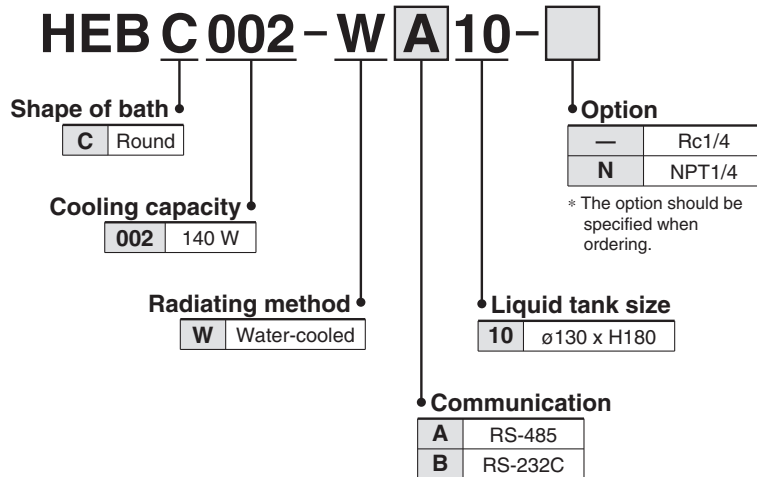 HEB C 002 - W A 10 -
Shape of bath
C Round
Option
— Rc1/4
N NPT1/4
* The option should be
specified when
ordering.
Cooling capacity
002 140 W
Radiating method
W Water-cooled
Liquid tank size
10 ø130 x H180
Communication
A RS-485
B RS-232C